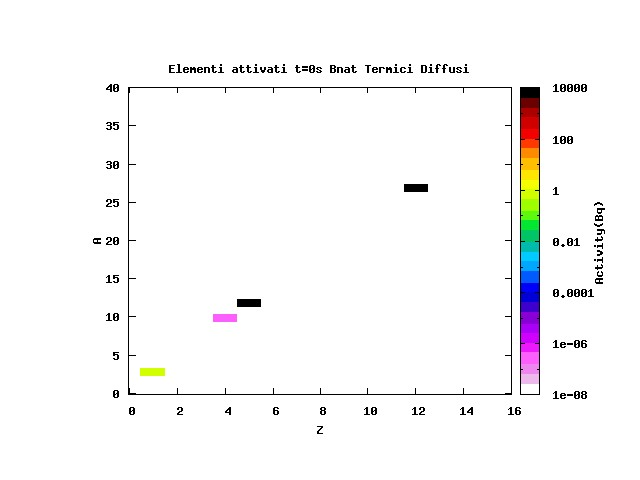 Elementi attivati t=0s Bnat Termici Diffusi
40
35
30
25
20
15
10
5
0
A
0 2 4 6 8 10 12 14 16
Z
10000
100
1
0.01
0.0001
1e-06
1e-08
Activity(Bq)